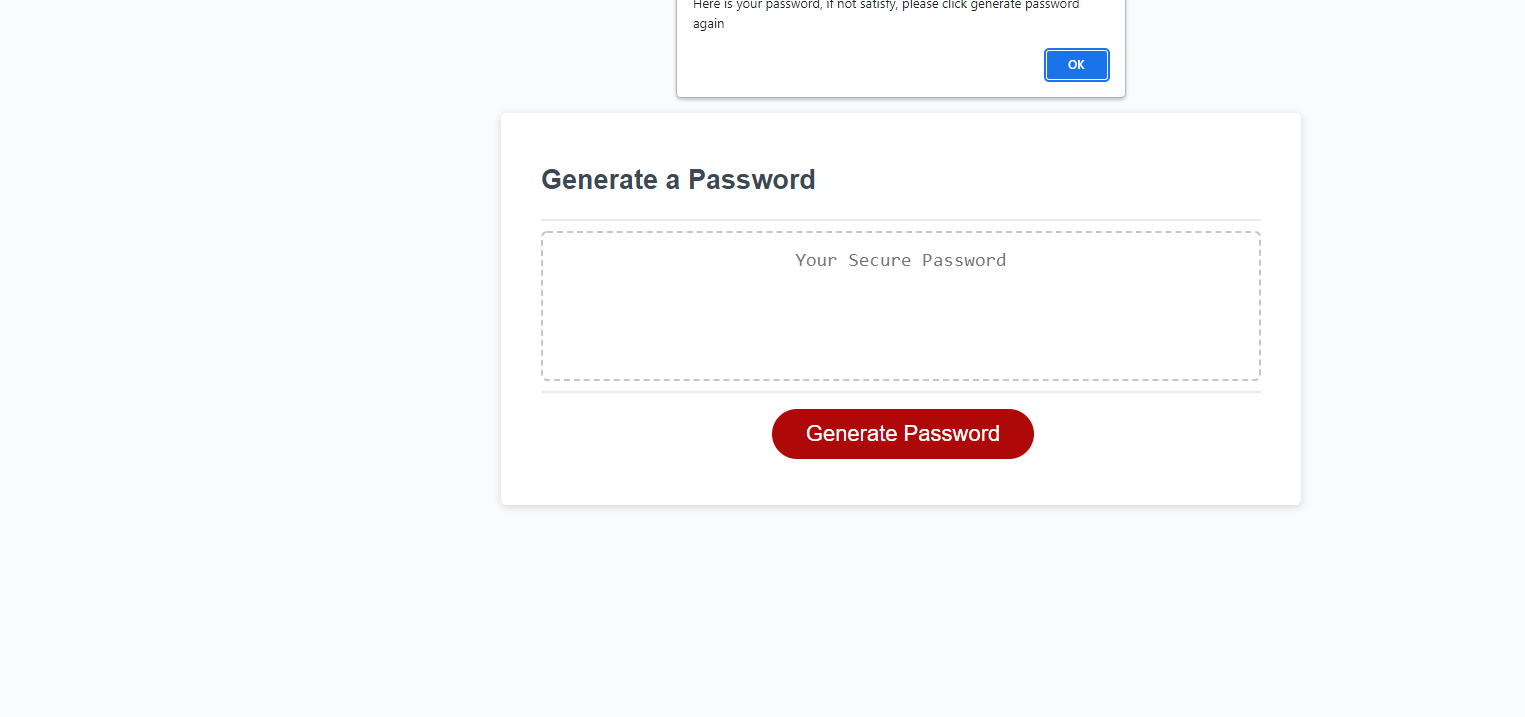 Here is your password, if not satisfy, please click generate password
again
OK
Generate a Password
Your Secure Password
Generate Password